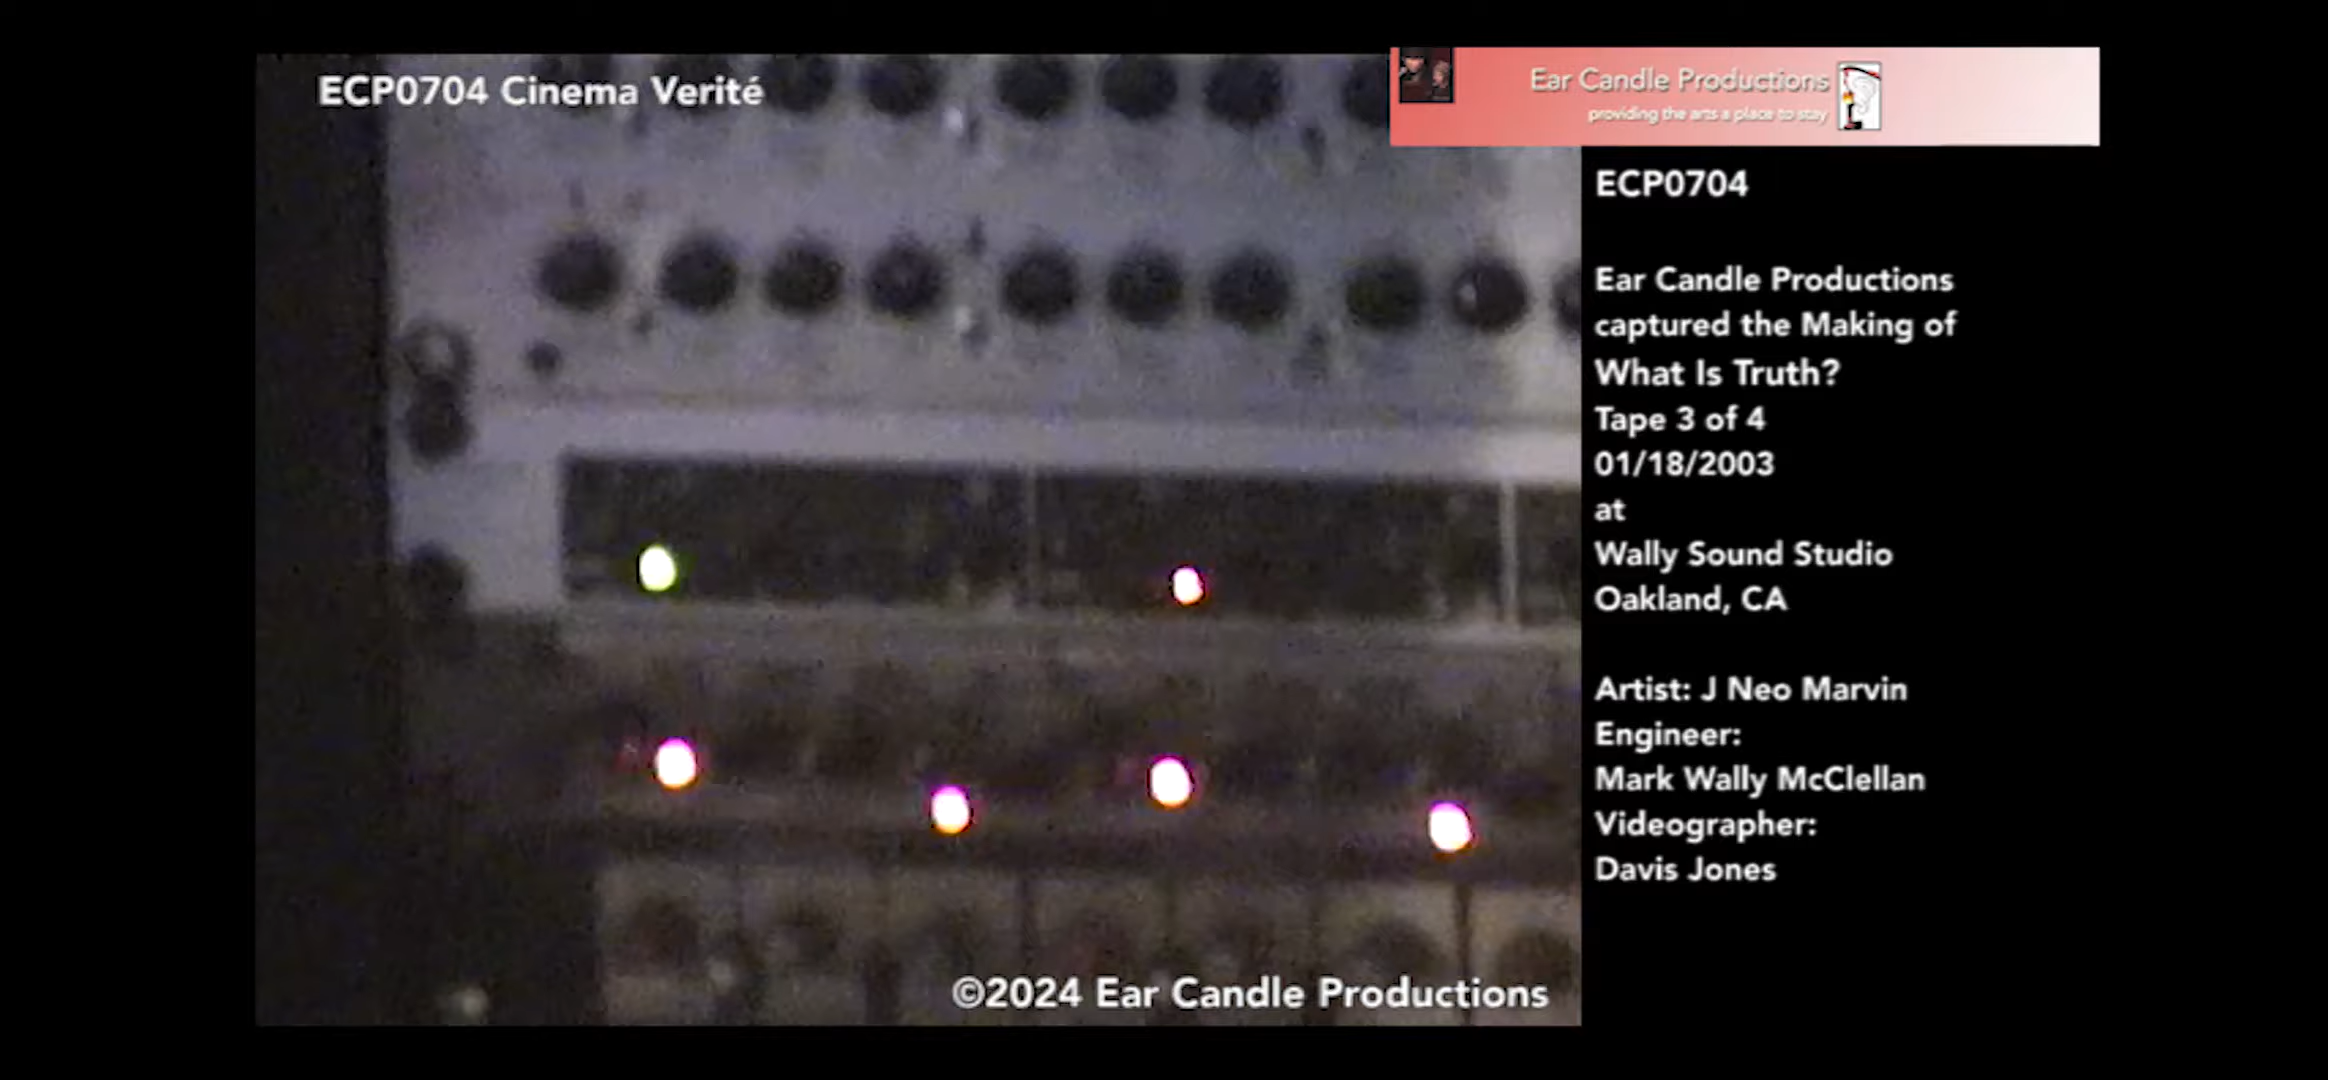 ECP0704 Cinema Verité
Ear Candle Productions
providing the arts a place to stay
ECP0704
Ear Candle Productions
captured the Making of
What Is Truth?
Tape 3 of 4
01/18/2003
at
Wally Sound Studio
Oakland, CA
Artist: J Neo Marvin
Engineer:
Mark Wally McClellan
Videographer:
Davis Jones
©2024 Ear Candle Productions